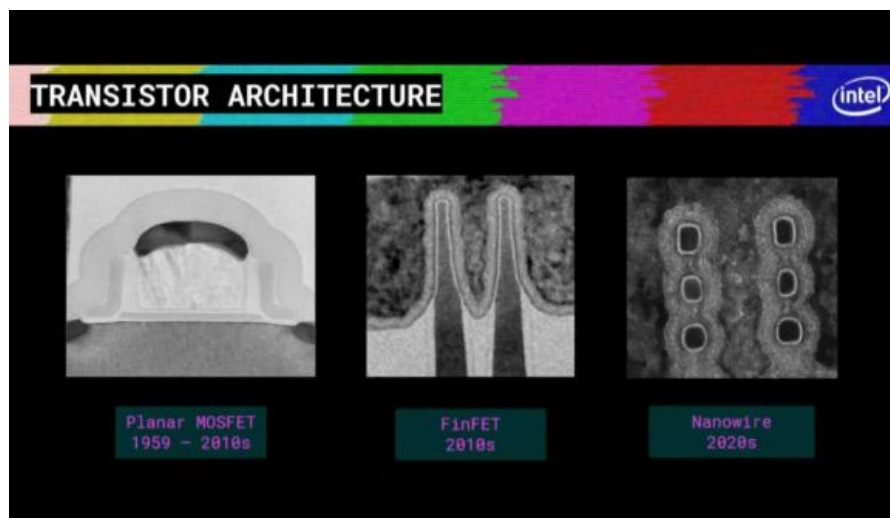 TRANSISTOR ARCHITECTURE
intel
Planar MOSFET
1959 – 2010s
FinFET
2010s
Nanowire
2020s